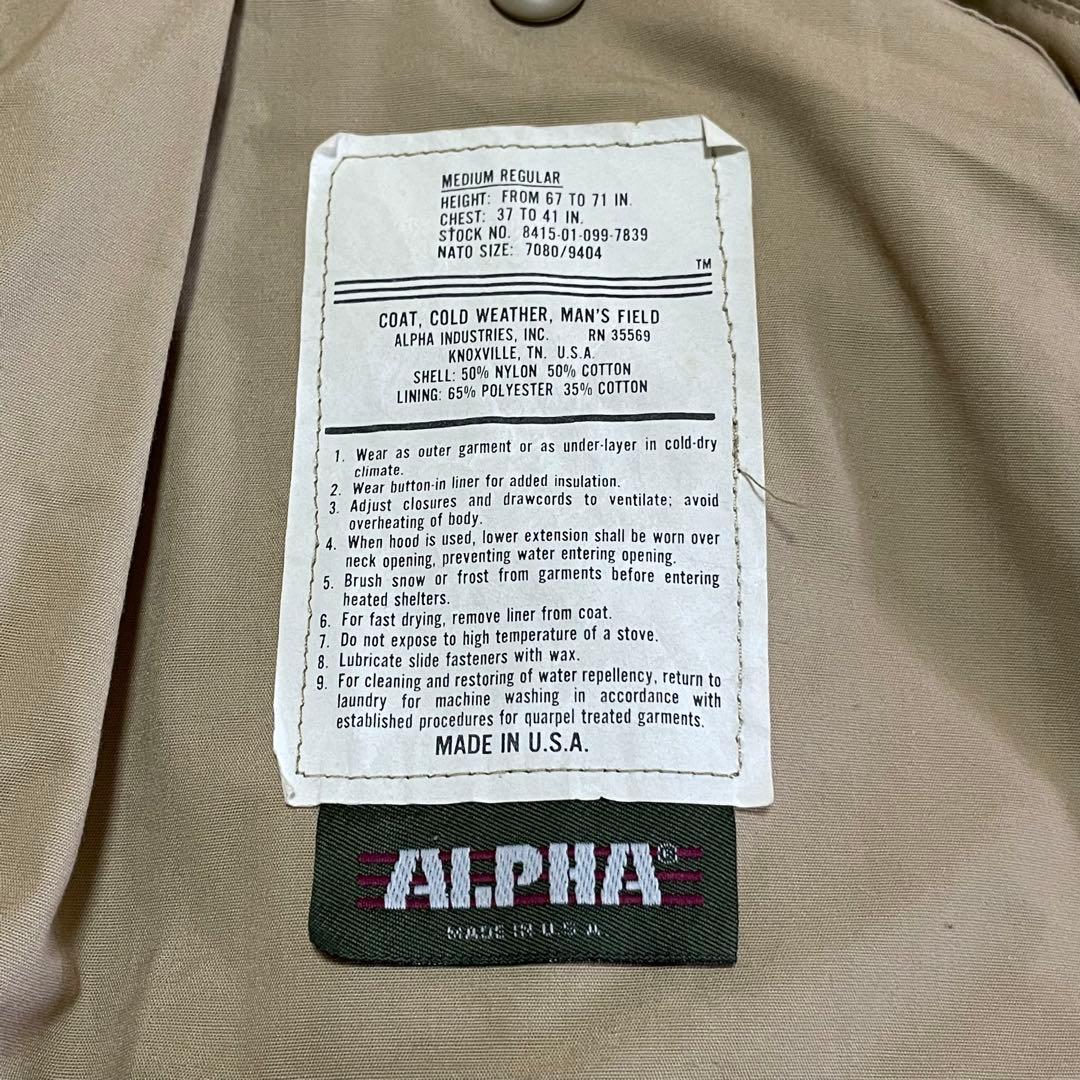 MEDIUM REGULAR
HEIGHT: FROM 67 TO 71 IN.
CHEST: 37 TO 41 IN.
STOCK NO. 8415-01-099-7839
NATO SIZE: 7080/9404
TM
COAT, COLD WEATHER, MAN'S FIELD
ALPHA INDUSTRIES, INC. RN 35569
KNOXVILLE, TN. U.S.A.
SHELL: 50% NYLON 50% COTTON
LINING: 65% POLYESTER 35% COTTON
1. Wear as outer garment or as under-layer in cold-dry
climate.
2. Wear button-in liner for added insulation.
3. Adjust closures and drawcords to ventilate; avoid
overheating of body.
4. When hood is used, lower extension shall be worn over
neck opening, preventing water entering opening.
5. Brush snow or frost from garments before entering
heated shelters.
6. For fast drying, remove liner from coat.
7. Do not expose to high temperature of a stove.
8. Lubricate slide fasteners with wax.
9. For cleaning and restoring of water repellency, return to
laundry for machine washing in accordance with
established procedures for quarpel treated garments.
MADE IN U.S.A.
ALPHA®
MADE IN U.S.A.